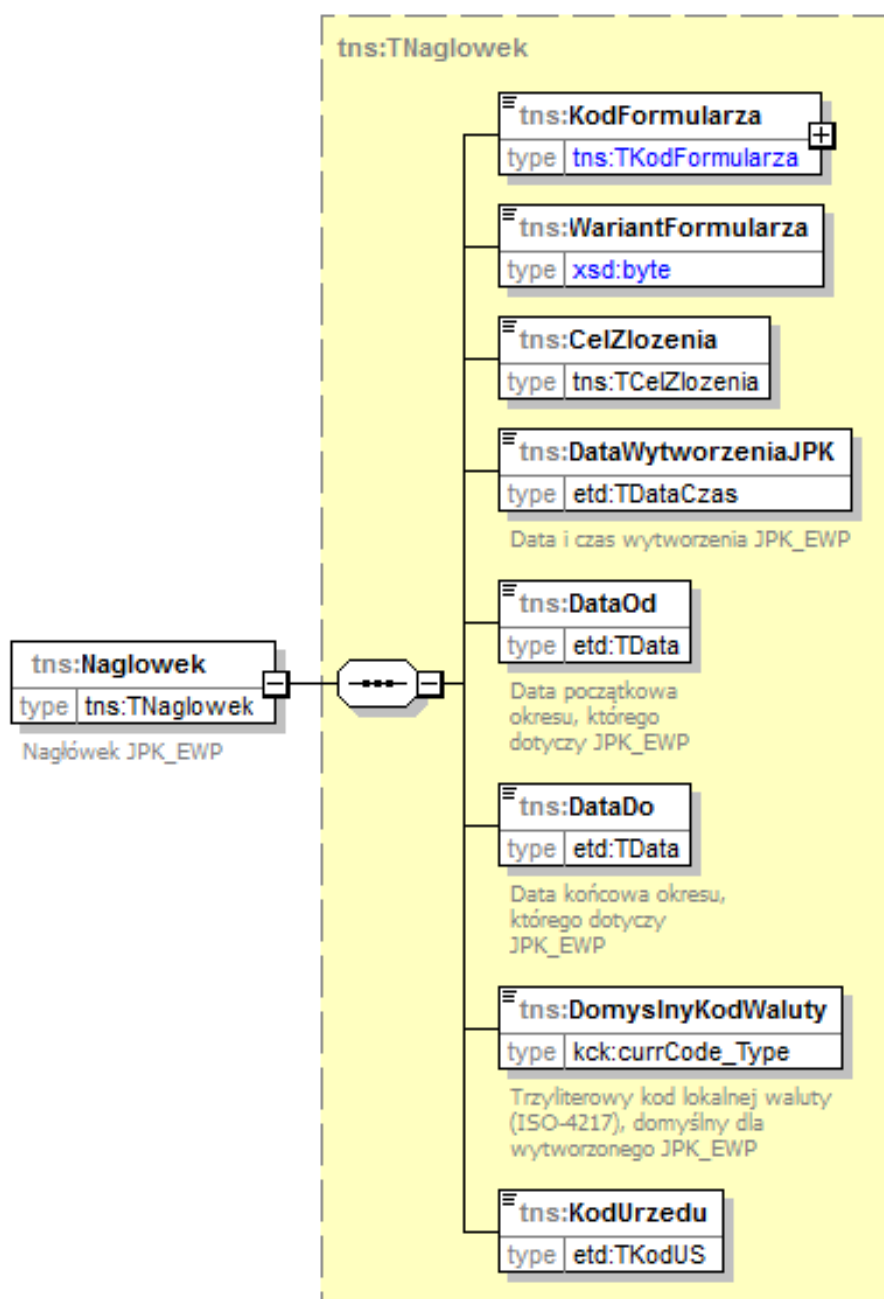 tns:TNaglowek
tns:KodFormularza
type tns:TKodFormularza
tns:WariantFormularza
type xsd:byte
tns:CelZlozenia
type tns:TCelZlozenia
tns:DataWytworzeniaJPK
type etd:TDataCzas
Data i czas wytworzenia JPK_EWP
tns:DataOd
type etd:TData
Data początkowa
okresu, którego
dotyczy JPK_EWP
tns:Naglowek
type tns:TNaglowek
Nagłówek JPK_EWP
tns:DataDo
type etd:TData
Data końcowa okresu,
którego dotyczy
JPK_EWP
tns:DomyslnyKodWaluty
type kck:currCode_Type
Trzyliterowy kod lokalnej waluty
(ISO-4217), domyślny dla
wytworzonego JPK_EWP
tns:KodUrzedu
type etd:TKodUS